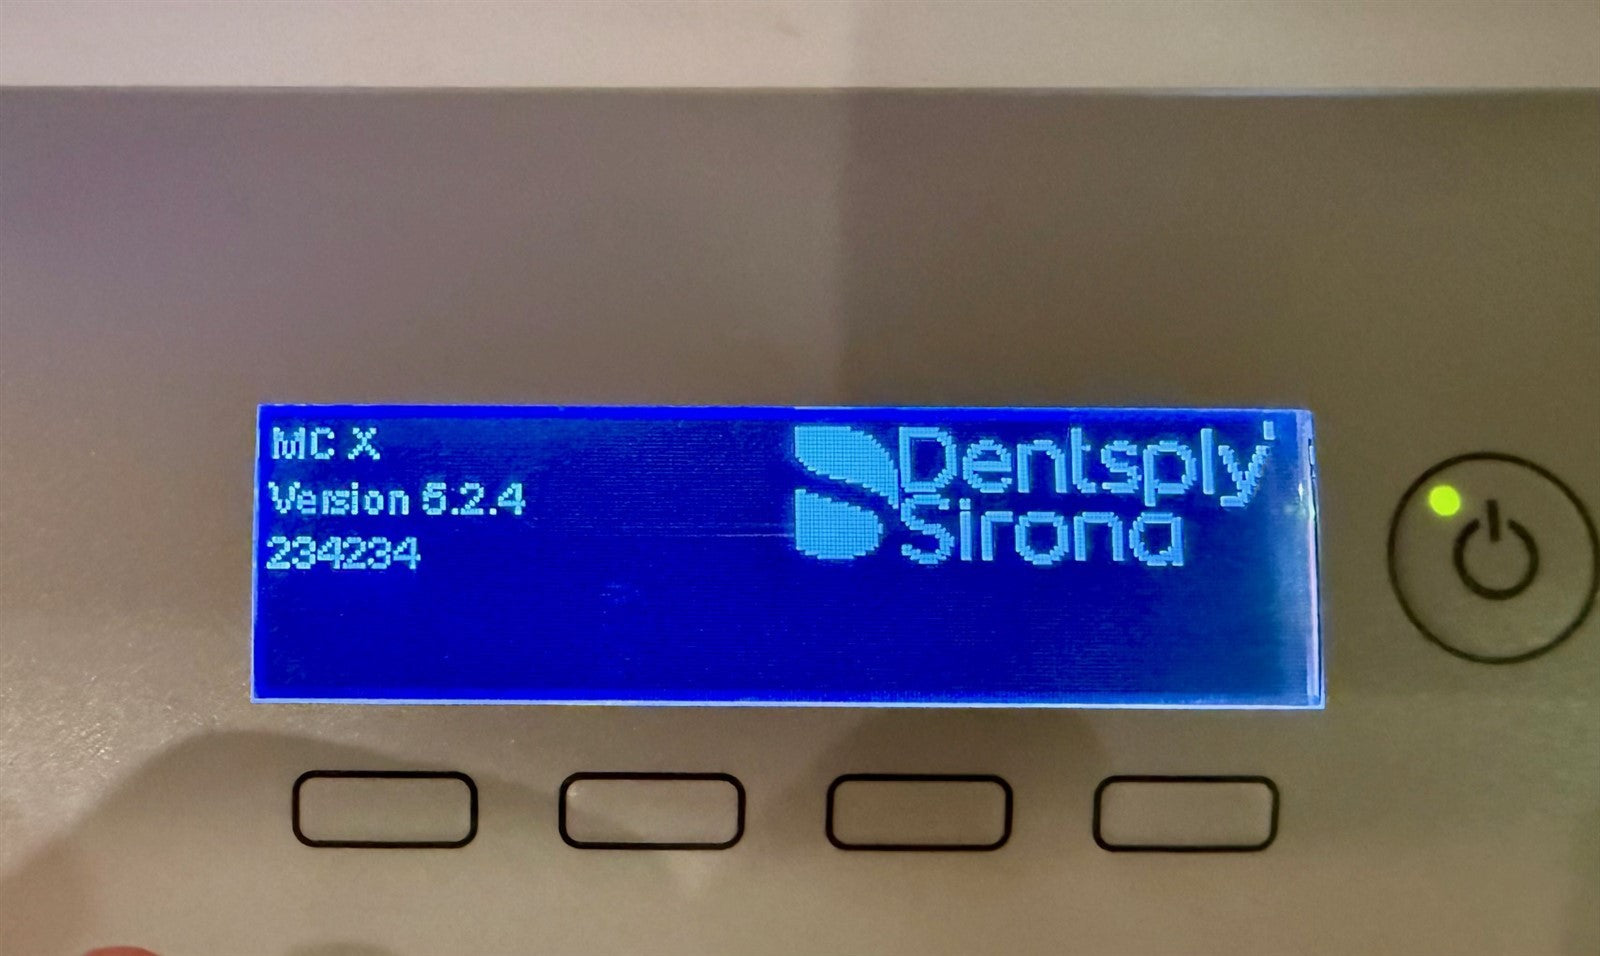 MC X
Version 5.2.4
234234
Dentsply
Sirona